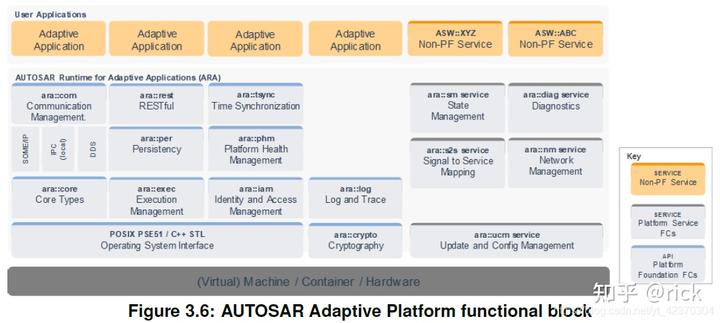 User Applications
Adaptive
Application
Adaptive
Application
Adaptive
Application
Adaptive
Application
ASW::XYZ
Non-PF Service
ASW::ABC
Non-PF Service
AUTOSAR Runtime for Adaptive Applications (ARA)
ara::com
Communication
Management.
ara::rest
RESTful
ara::tsync
Time Synchronization
ara::sm service
State
Management
ara::diag service
Diagnostics
SOME/IP
IPC
(local)
DDS
ara::per
Persistency
ara::phm
Platform Health
Management
ara::s2s service
Signal to Service
Mapping
ara::nm service
Network
Management
ara::core
Core Types
ara::exec
Execution
Management
ara::iam
Identity and Access
Management
ara::log
Log and Trace
POSIX PSE51 / C++ STL
Operating System Interface
ara::crypto
Cryptography
ara::ucm service
Update and Config Management
(Virtual) Machine / Container / Hardware
Key
SERVICE
Non-PF Service
SERVICE
Platform Service
FCs
API
Platform
Foundation FCs
知乎 @rick
Figure 3.6: AUTOSAR Adaptive Platform functional block